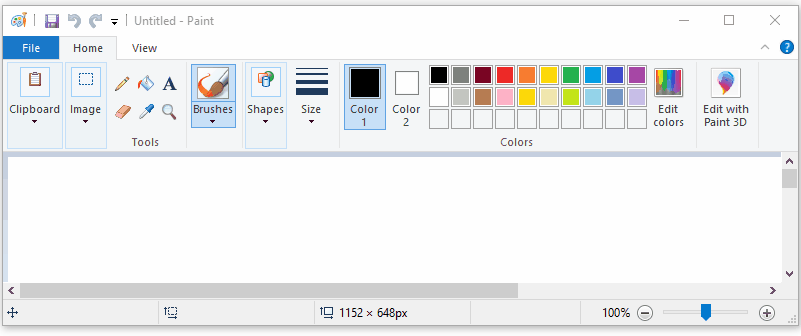 Untitled - Paint
File Home View
Clipboard Image Tools Brushes Shapes Size Color 1 Color 2 Colors Edit colors Edit with Paint 3D
1152 × 648px 100%